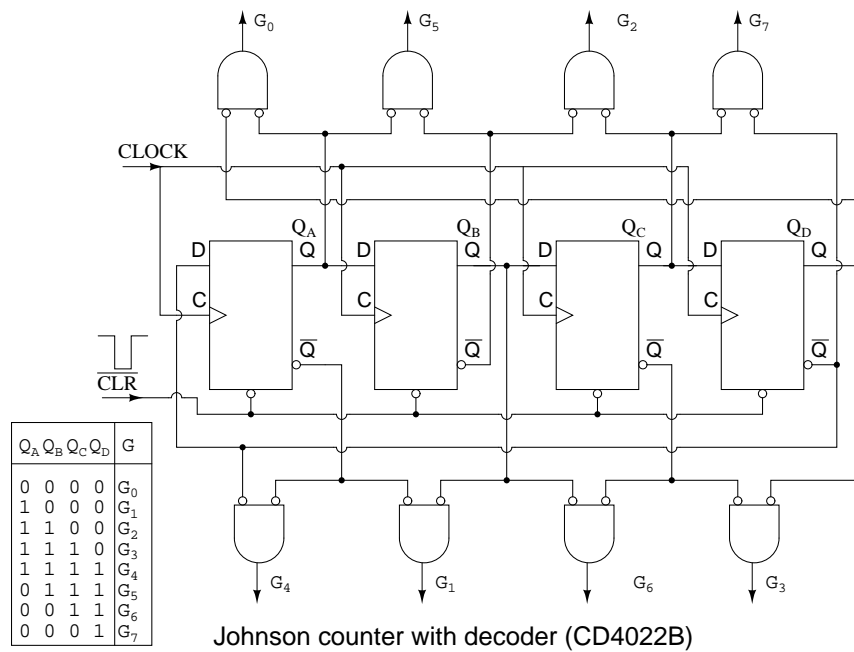 G0 G5 G2 G7
CLOCK
QA QB QC QD
D Q D Q D Q D Q
C C C C
Q̅ Q̅ Q̅ Q̅
C̅L̅R̅
QA QB QC QD G
0 0 0 0 G0
1 0 0 0 G1
1 1 0 0 G2
1 1 1 0 G3
1 1 1 1 G4
0 1 1 1 G5
0 0 1 1 G6
0 0 0 1 G7
G4 G1 G6 G3
Johnson counter with decoder (CD4022B)